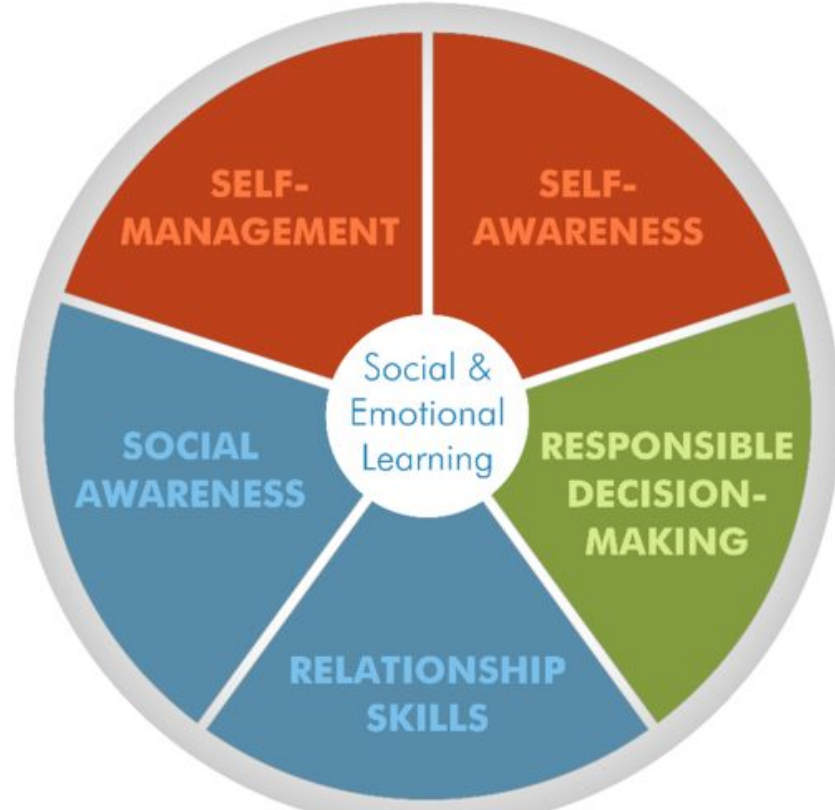 SELF-
MANAGEMENT
SELF-
AWARENESS
Social &
Emotional
Learning
SOCIAL
AWARENESS
RESPONSIBLE
DECISION-
MAKING
RELATIONSHIP
SKILLS